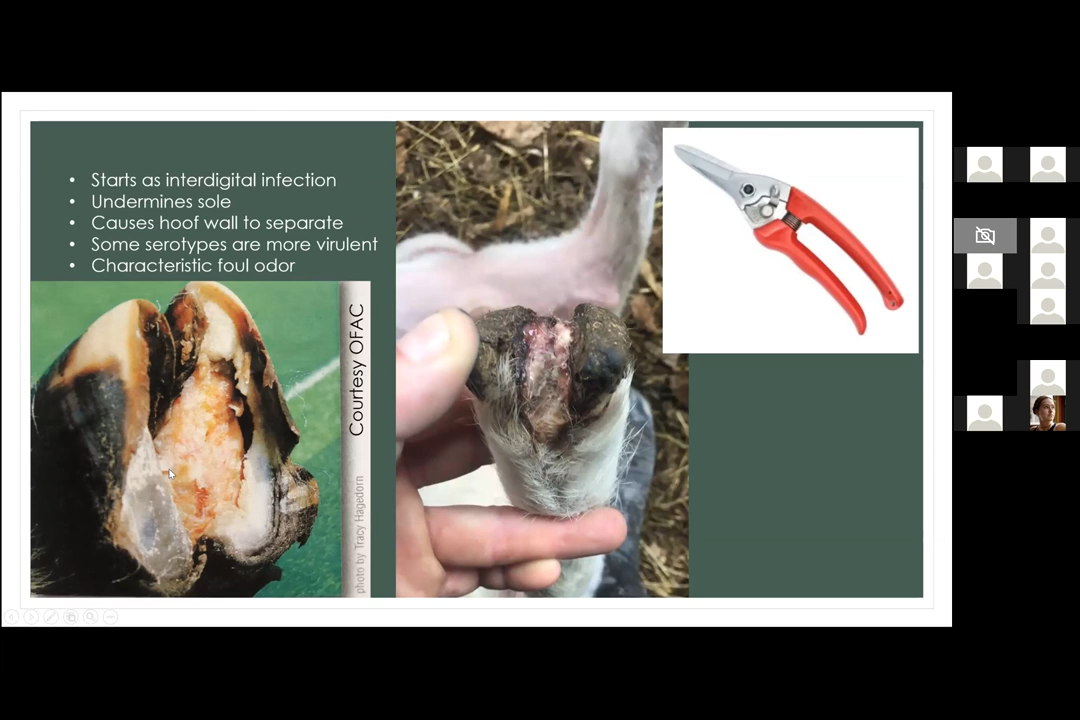 • Starts as interdigital infection
• Undermines sole
• Causes hoof wall to separate
• Some serotypes are more virulent
• Characteristic foul odor
Courtesy OFAC
photo by Tracy Hagedorn